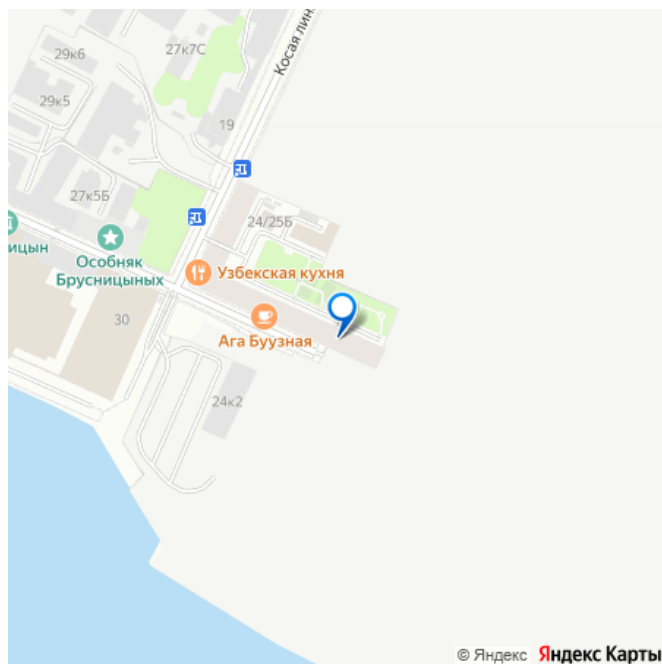 27к7С
Косая лин.
29к6
29к5
19
27к5Б
24/25Б
ицын
Особняк
Брусницыных
Узбекская кухня
30
Ага Буузная
24к2
© Яндекс Яндекс Карты